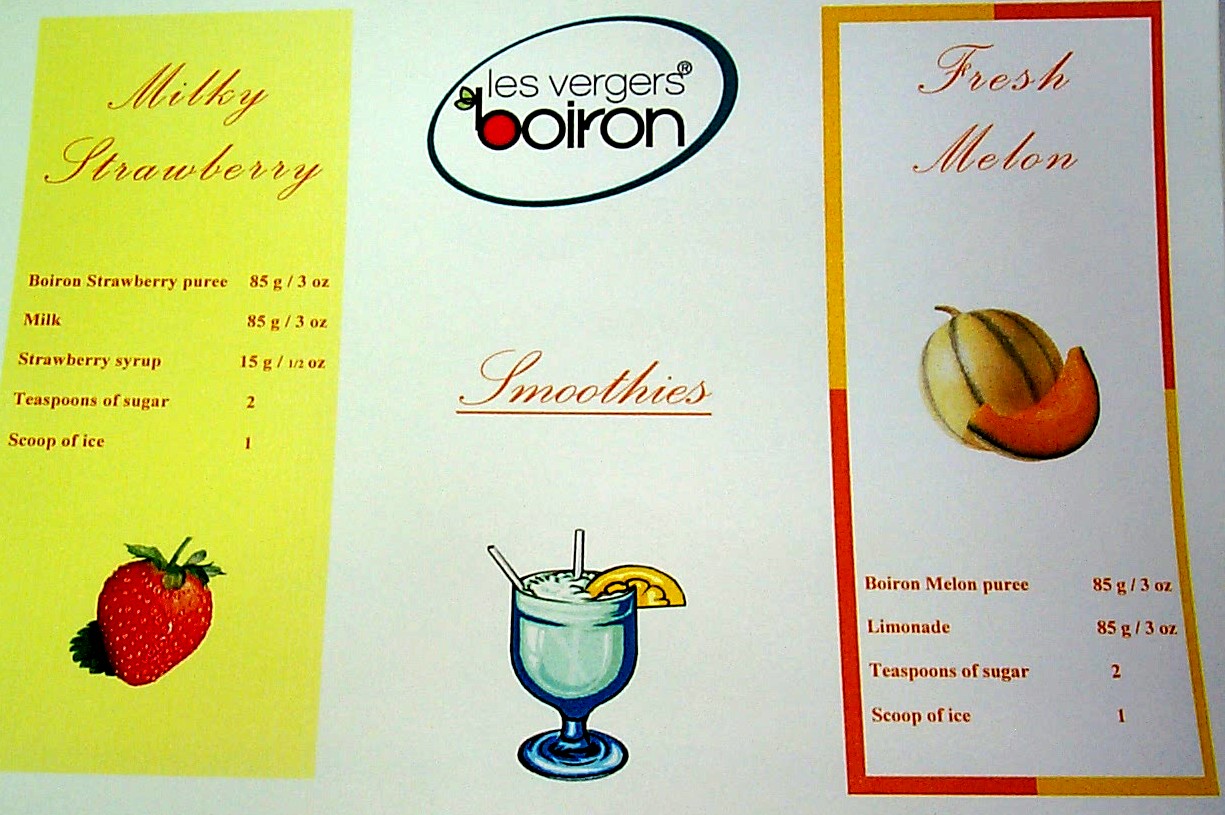 Milky
Strawberry
Boiron Strawberry puree 85 g / 3 oz
Milk 85 g / 3 oz
Strawberry syrup 15 g / 1/2 oz
Teaspoons of sugar 2
Scoop of ice 1
les vergers®
boiron
Smoothies
Fresh
Melon
Boiron Melon puree 85 g / 3 oz
Limonade 85 g / 3 oz
Teaspoons of sugar 2
Scoop of ice 1